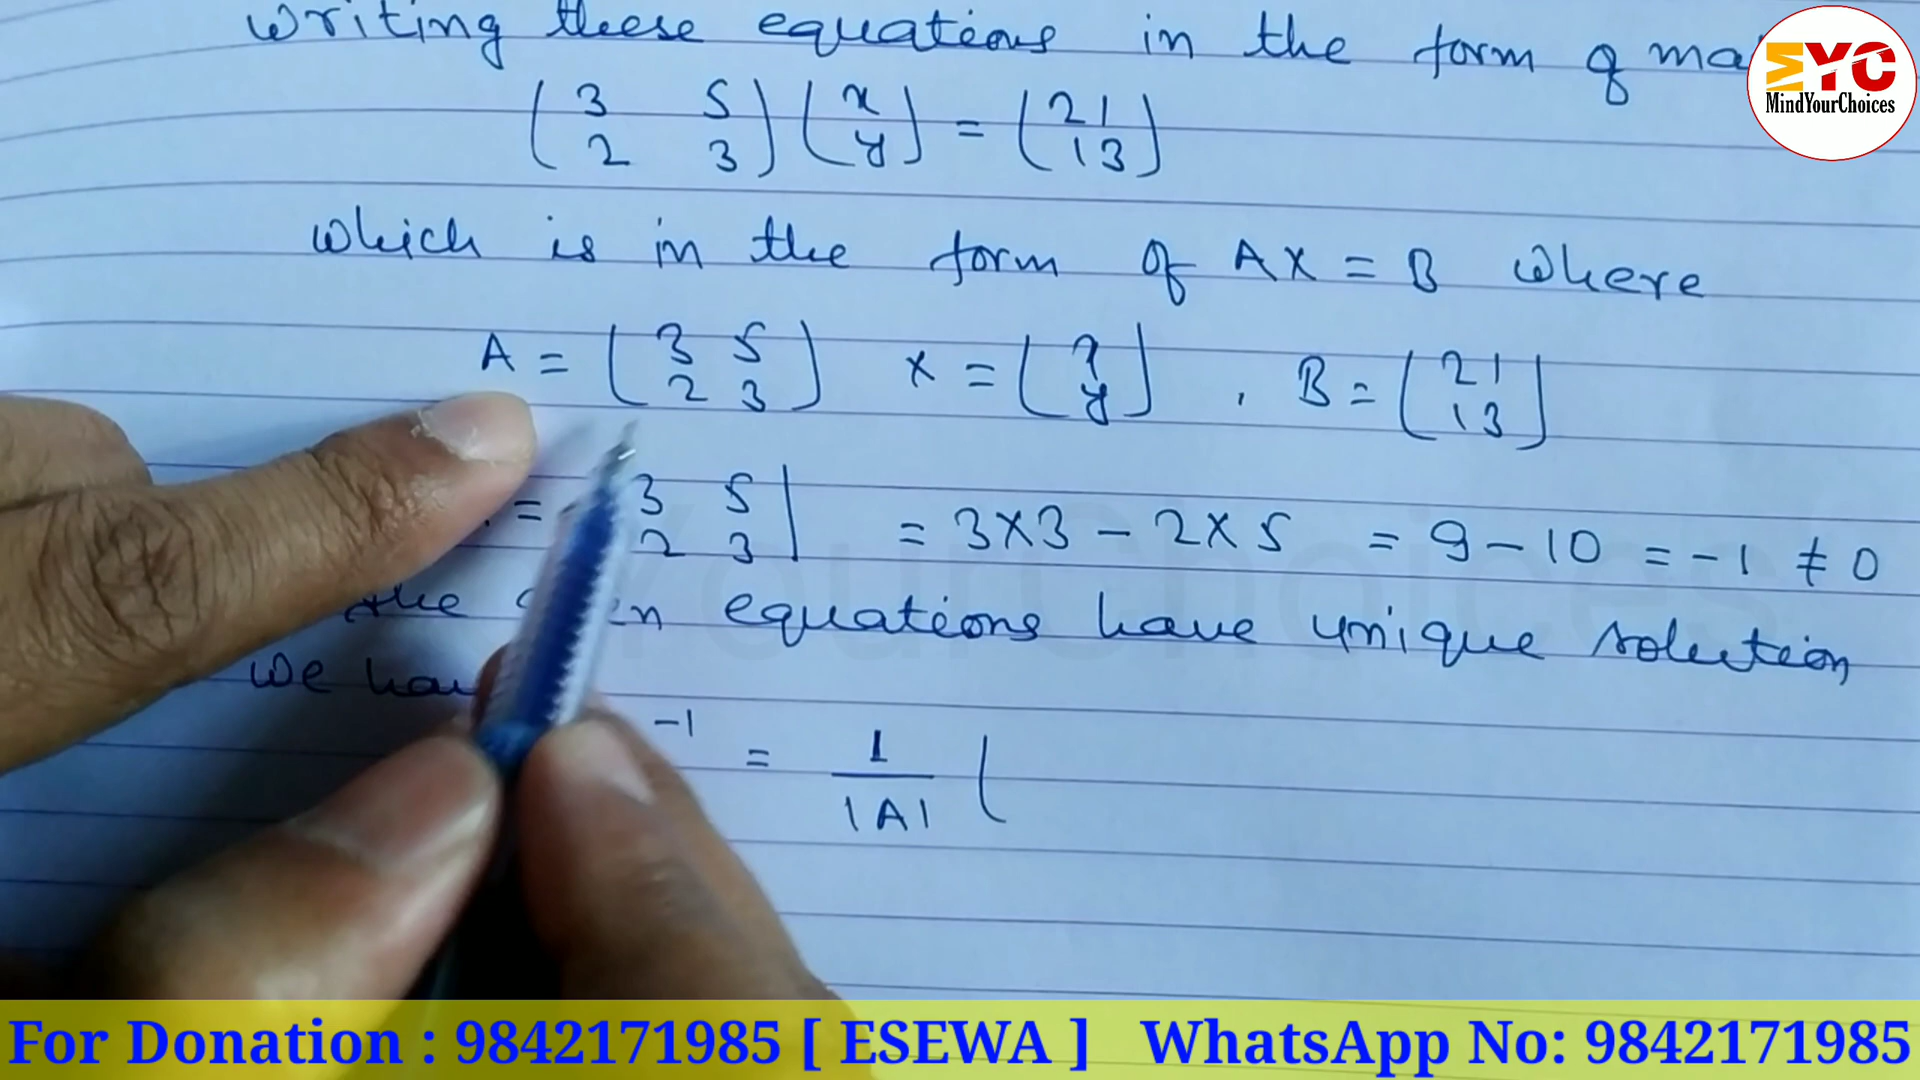 writing these equations in the form of ma
MYC
MindYourChoices
(3 5) (x) = (21)
(2 3) (y) (13)
which is in the form of AX = B where
A = (3 5) X = (x) , B = (21)
(2 3) (y) (13)
= 3 5 | = 3×3 − 2×5 = 9 − 10 = −1 ≠ 0
2 3 |
the equations have unique solution
we
−1 = 1 (
|A|
For Donation : 9842171985 [ ESEWA ] WhatsApp No: 9842171985